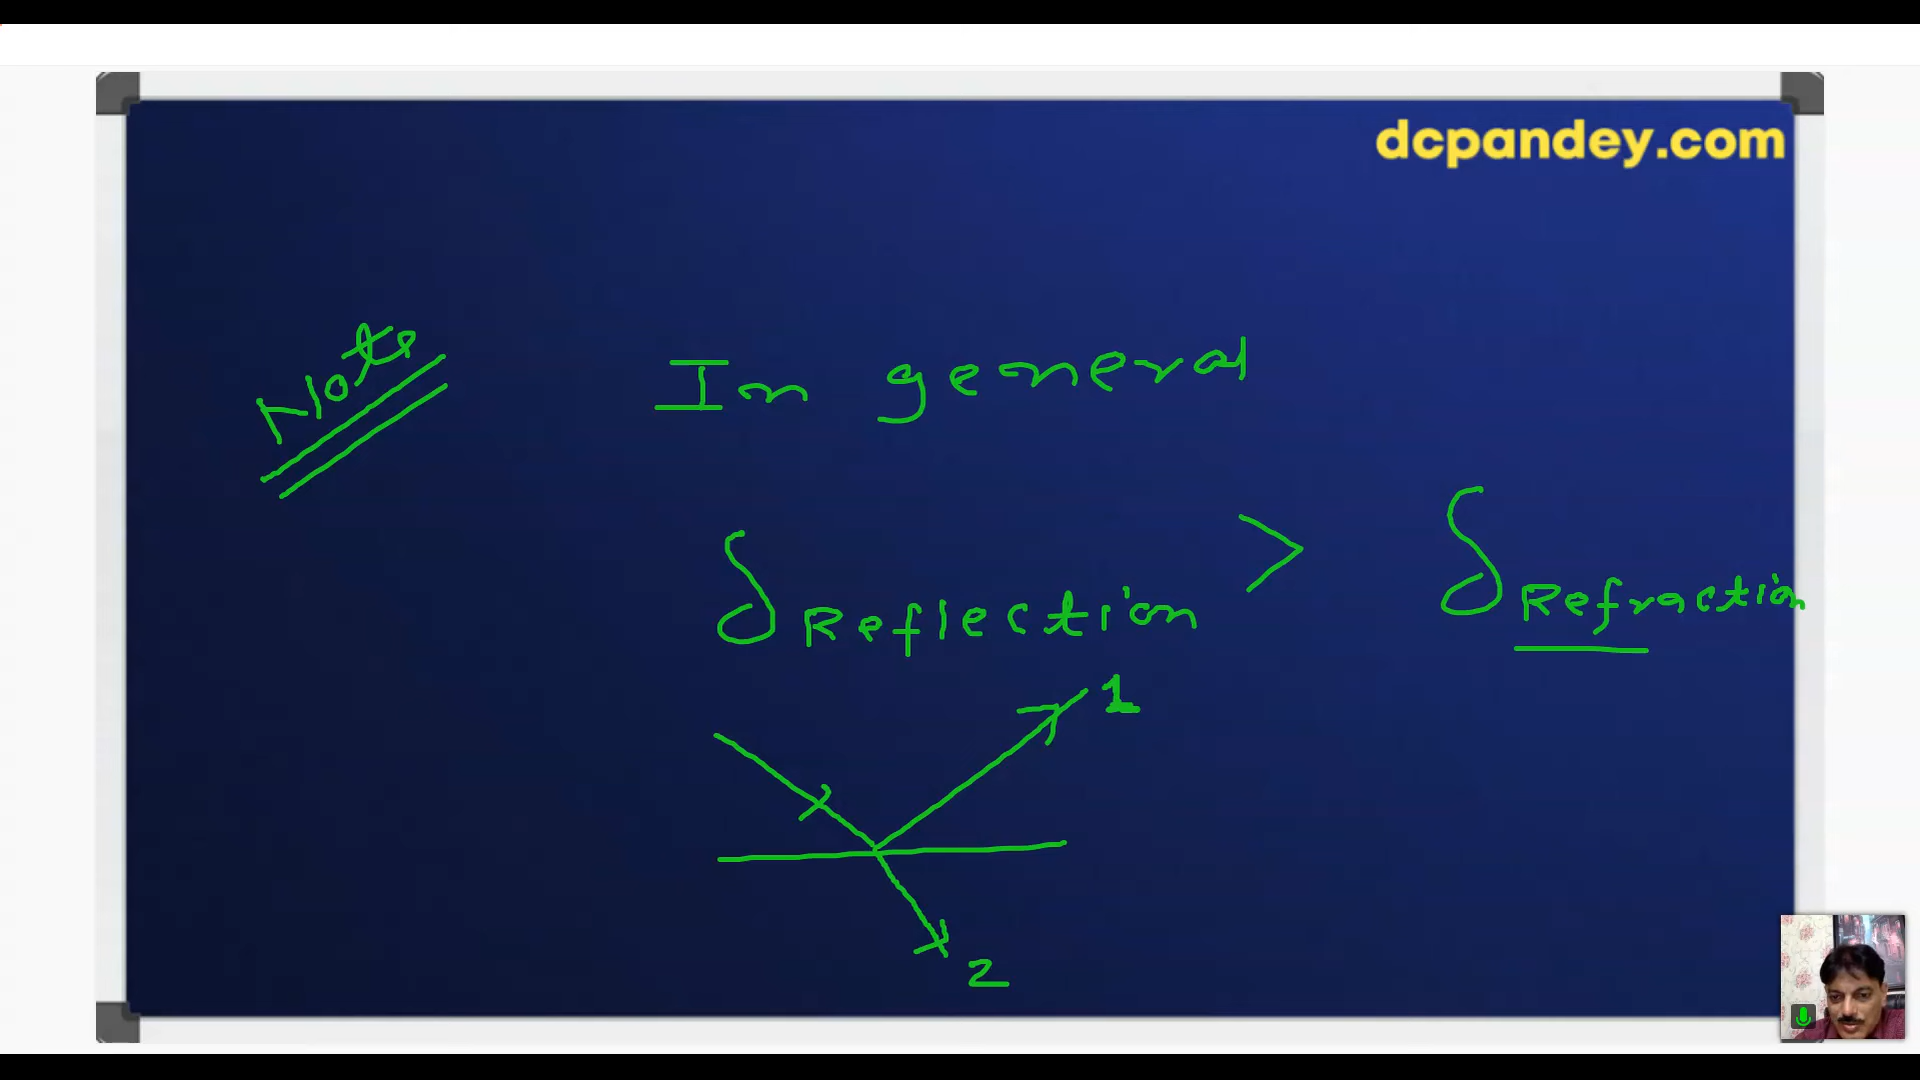 dcpandey.com
Note
In general
δ Reflection > δ Refraction
1
2